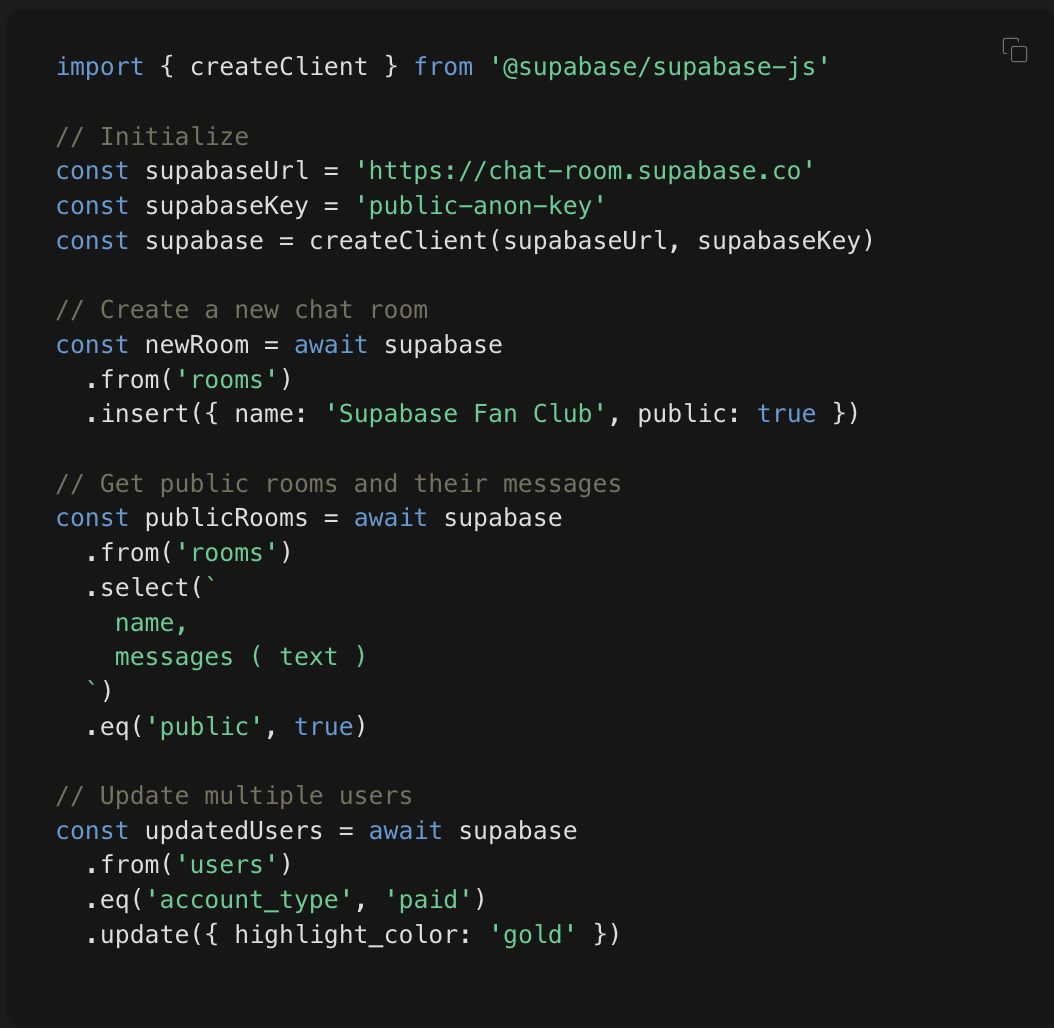 import { createClient } from '@supabase/supabase-js'

// Initialize
const supabaseUrl = 'https://chat-room.supabase.co'
const supabaseKey = 'public-anon-key'
const supabase = createClient(supabaseUrl, supabaseKey)

// Create a new chat room
const newRoom = await supabase
  .from('rooms')
  .insert({ name: 'Supabase Fan Club', public: true })

// Get public rooms and their messages
const publicRooms = await supabase
  .from('rooms')
  .select(`
    name,
    messages ( text )
  `)
  .eq('public', true)

// Update multiple users
const updatedUsers = await supabase
  .from('users')
  .eq('account_type', 'paid')
  .update({ highlight_color: 'gold' })